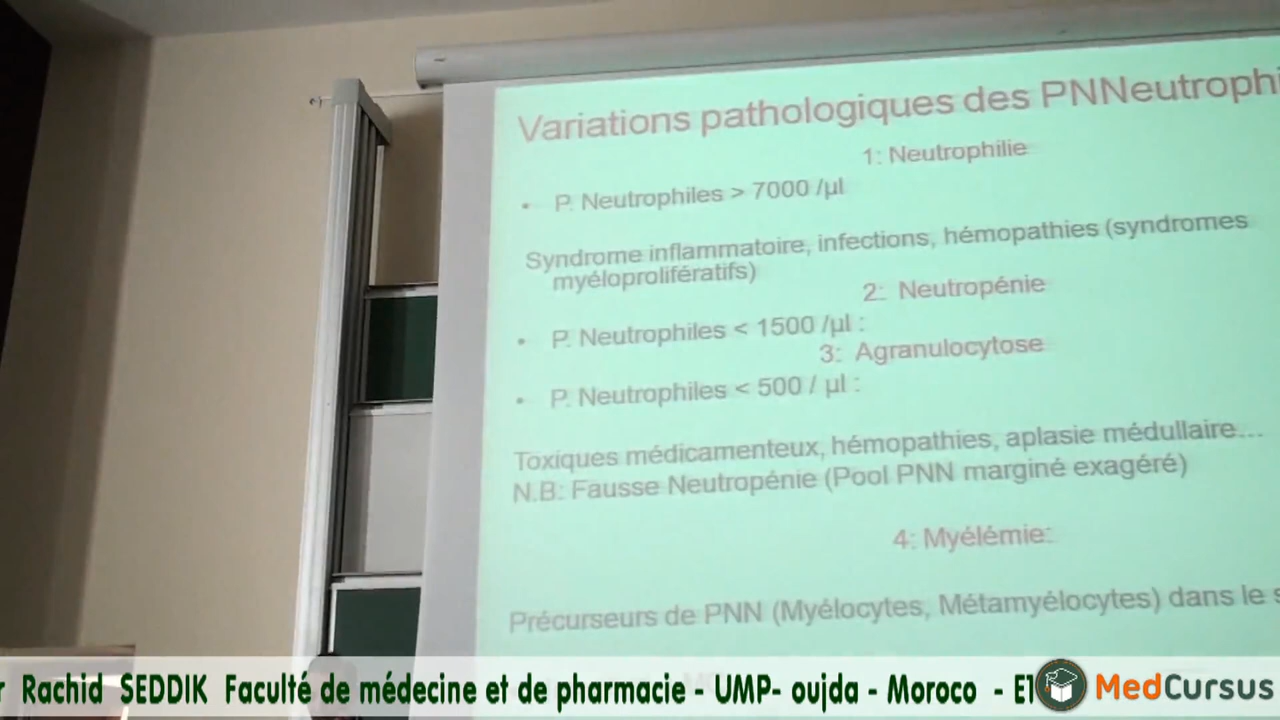 Variations pathologiques des PNNeutrophi
1: Neutrophilie
• P. Neutrophiles > 7000 /µl
Syndrome inflammatoire, infections, hémopathies (syndromes
myéloprolifératifs)
2: Neutropénie
• P. Neutrophiles < 1500 /µl :
3: Agranulocytose
• P. Neutrophiles < 500 / µl :
Toxiques médicamenteux, hémopathies, aplasie médullaire...
N.B: Fausse Neutropénie (Pool PNN marginé exagéré)
4: Myélémie:
Précurseurs de PNN (Myélocytes, Métamyélocytes) dans le s
r Rachid SEDDIK Faculté de médecine et de pharmacie - UMP- oujda - Moroco - E1
MedCursus